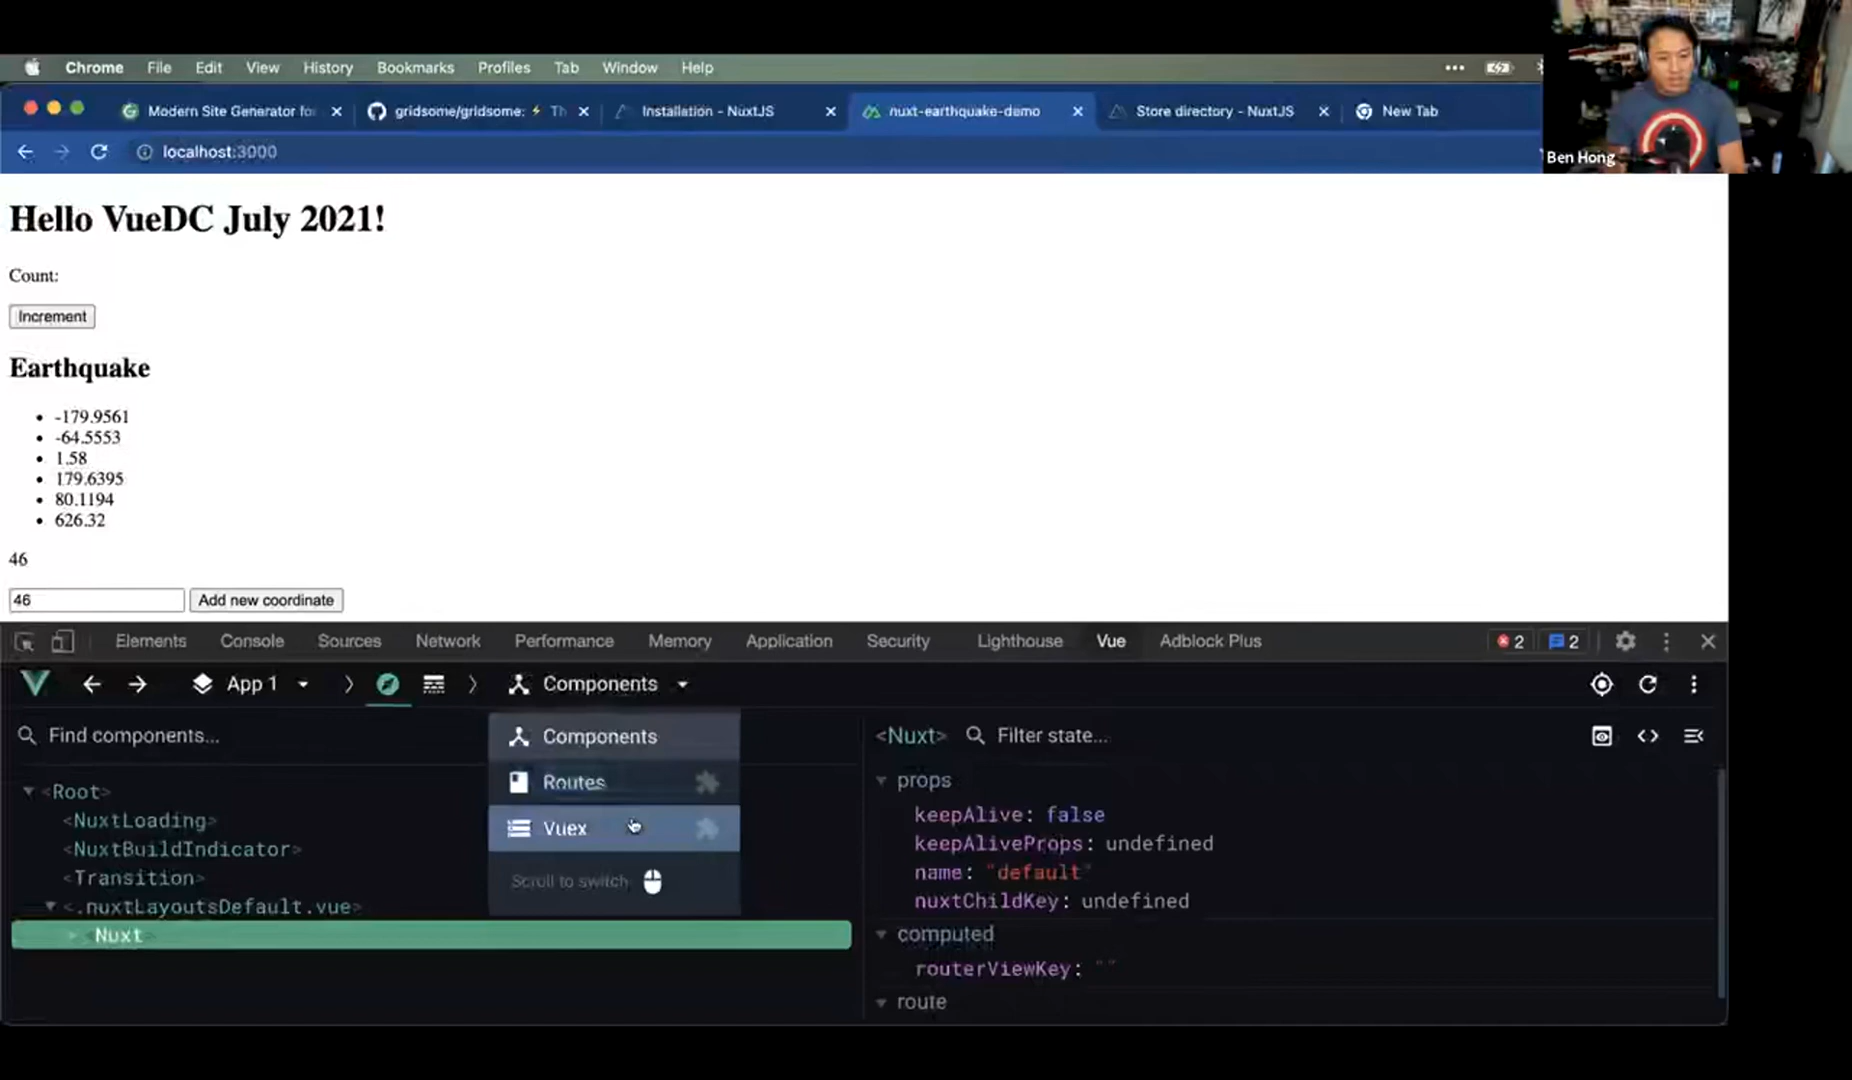 Chrome File Edit View History Bookmarks Profiles Tab Window Help
Modern Site Generator fo
gridsome/gridsome: ⚡ Th
Installation - NuxtJS
nuxt-earthquake-demo
Store directory - NuxtJS
New Tab
localhost:3000
Ben Hong
Hello VueDC July 2021!
Count:
Increment
Earthquake
• -179.9561
• -64.5553
• 1.58
• 179.6395
• 80.1194
• 626.32
46
46 Add new coordinate
Elements Console Sources Network Performance Memory Application Security Lighthouse Vue Adblock Plus 2 2
App 1 Components
Find components...
<Root>
<NuxtLoading>
<NuxtBuildIndicator>
<Transition>
<.nuxtLayoutsDefault.vue>
<Nuxt>
Components
Routes
Vuex
Scroll to switch
<Nuxt> Filter state...
props
keepAlive: false
keepAliveProps: undefined
name: "default"
nuxtChildKey: undefined
computed
routerViewKey: ""
route